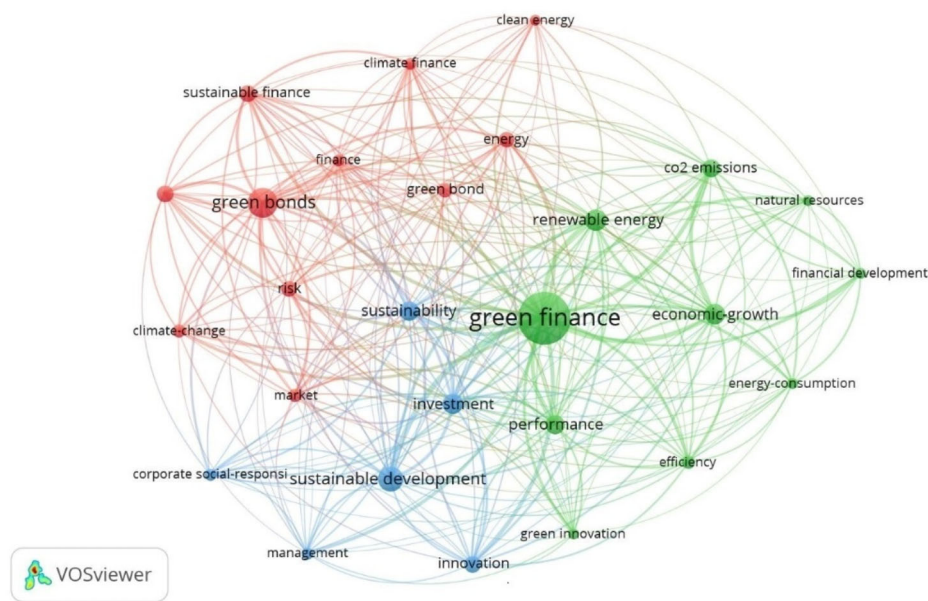 clean energy
climate finance
sustainable finance
energy
finance
co2 emissions
green bond
green bonds
natural resources
renewable energy
financial development
risk
sustainability
green finance
economic-growth
climate-change
energy-consumption
market
investment
performance
efficiency
corporate social-responsi
sustainable development
green innovation
management
innovation
VOSviewer